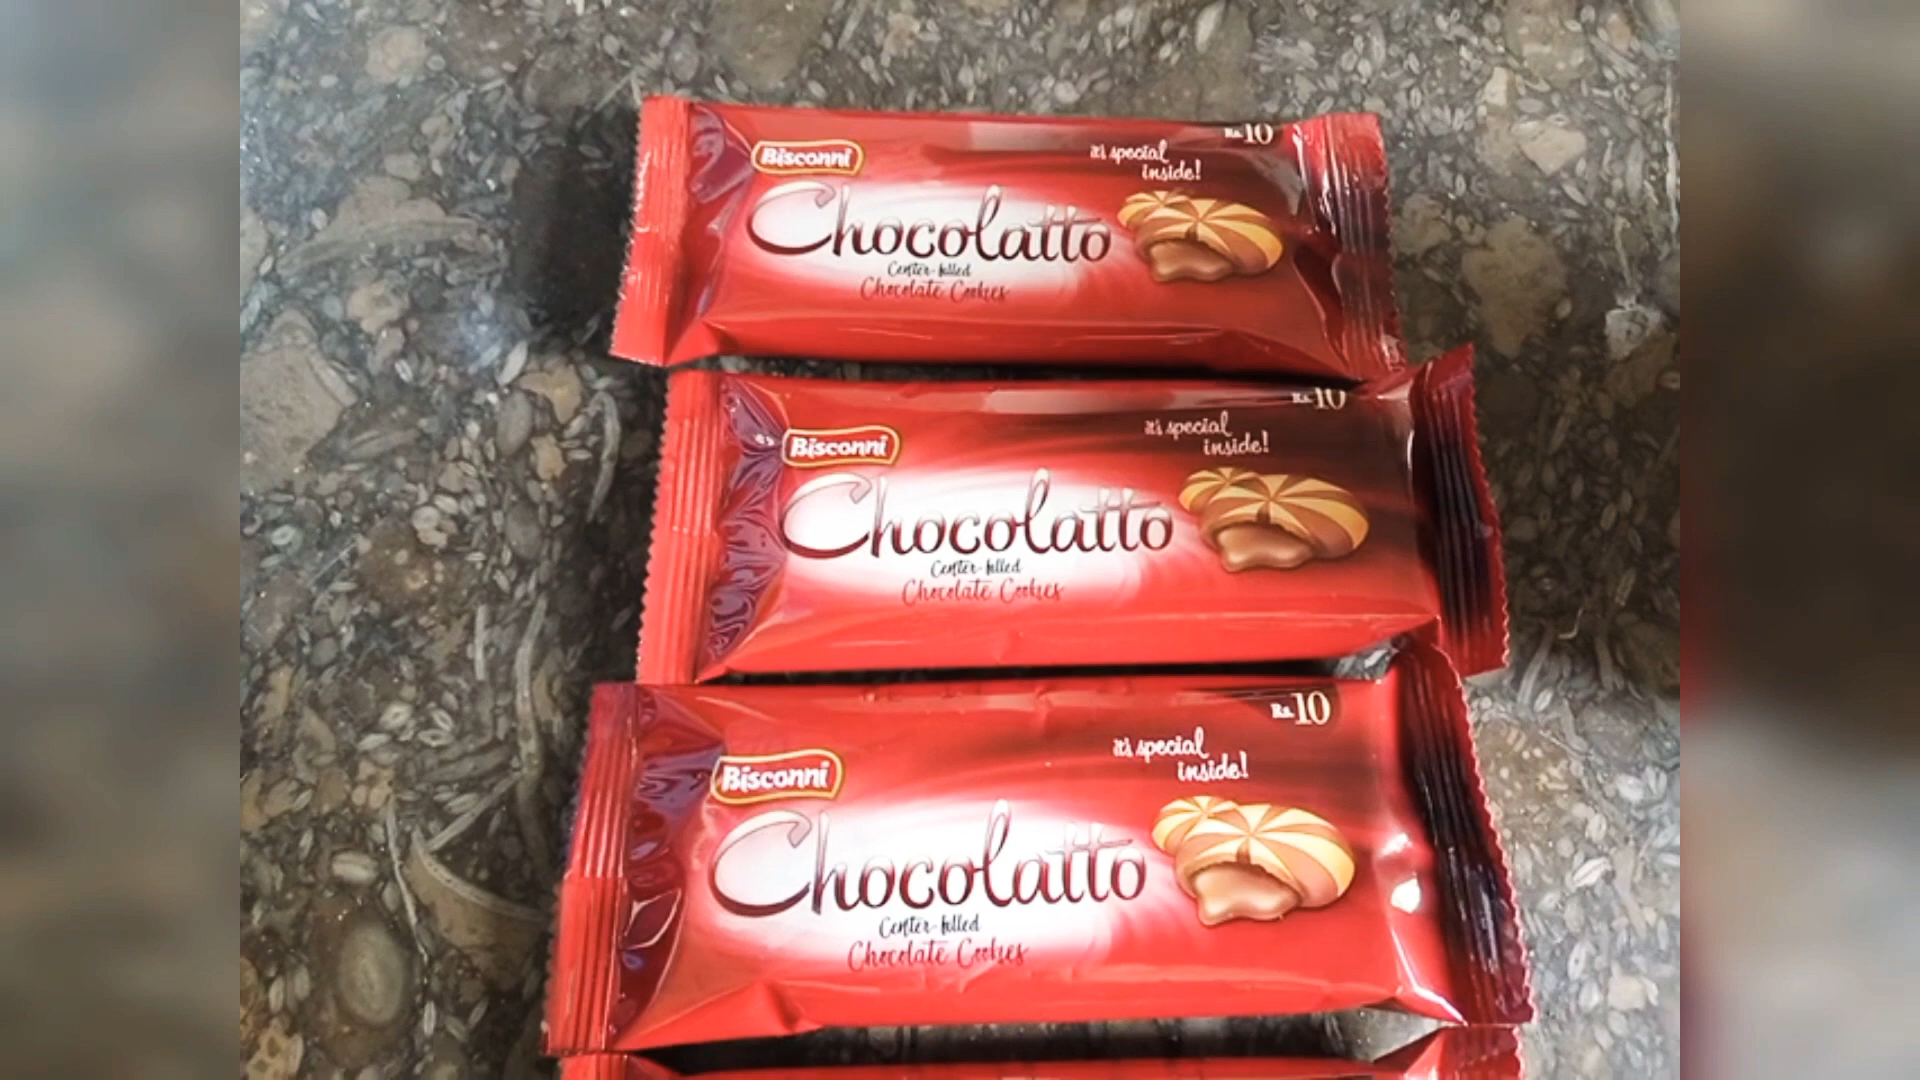 Rs.10
Bisconni
it's special
inside!
Chocolatto
Center-filled
Chocolate Cookies
Rs.10
Bisconni
it's special
inside!
Chocolatto
Center-filled
Chocolate Cookies
Rs.10
Bisconni
it's special
inside!
Chocolatto
Center-filled
Chocolate Cookies